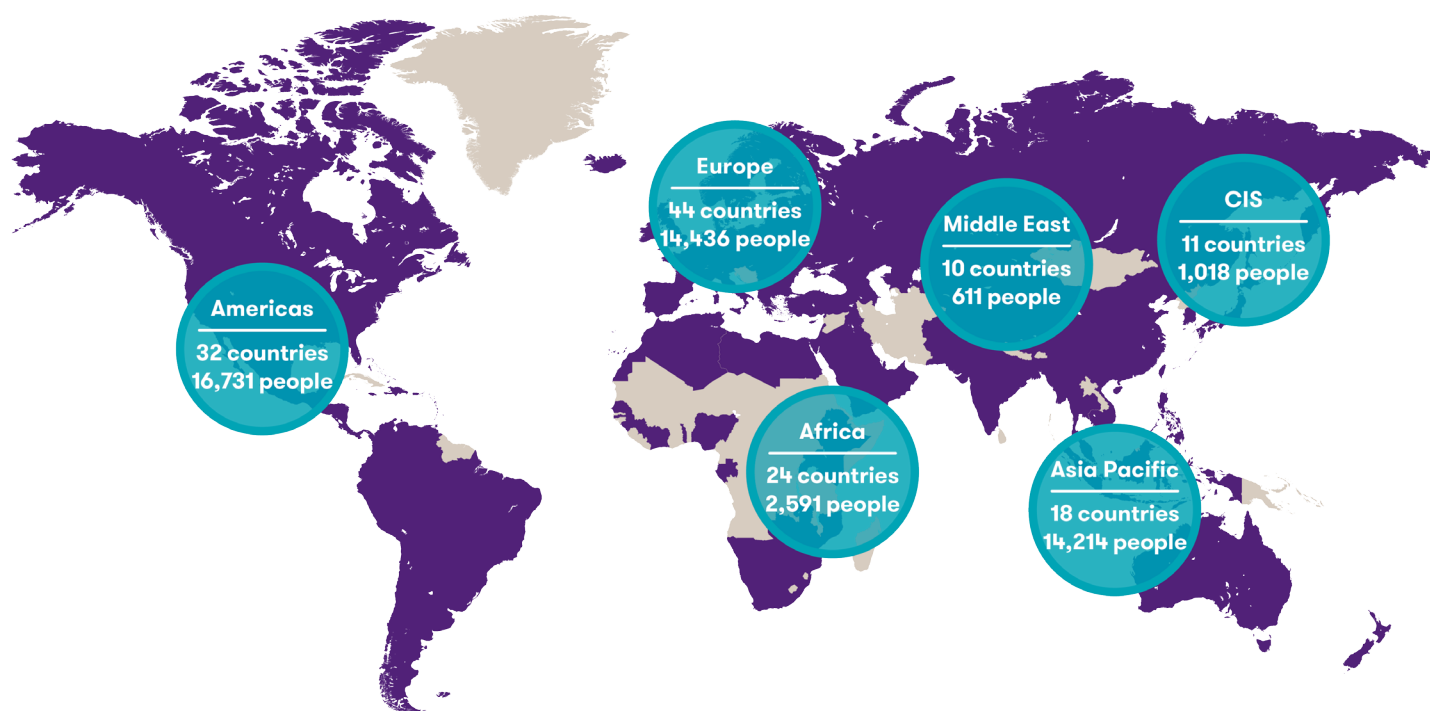 Europe
44 countries
14,436 people
CIS
11 countries
1,018 people
Middle East
10 countries
611 people
Americas
32 countries
16,731 people
Africa
24 countries
2,591 people
Asia Pacific
18 countries
14,214 people